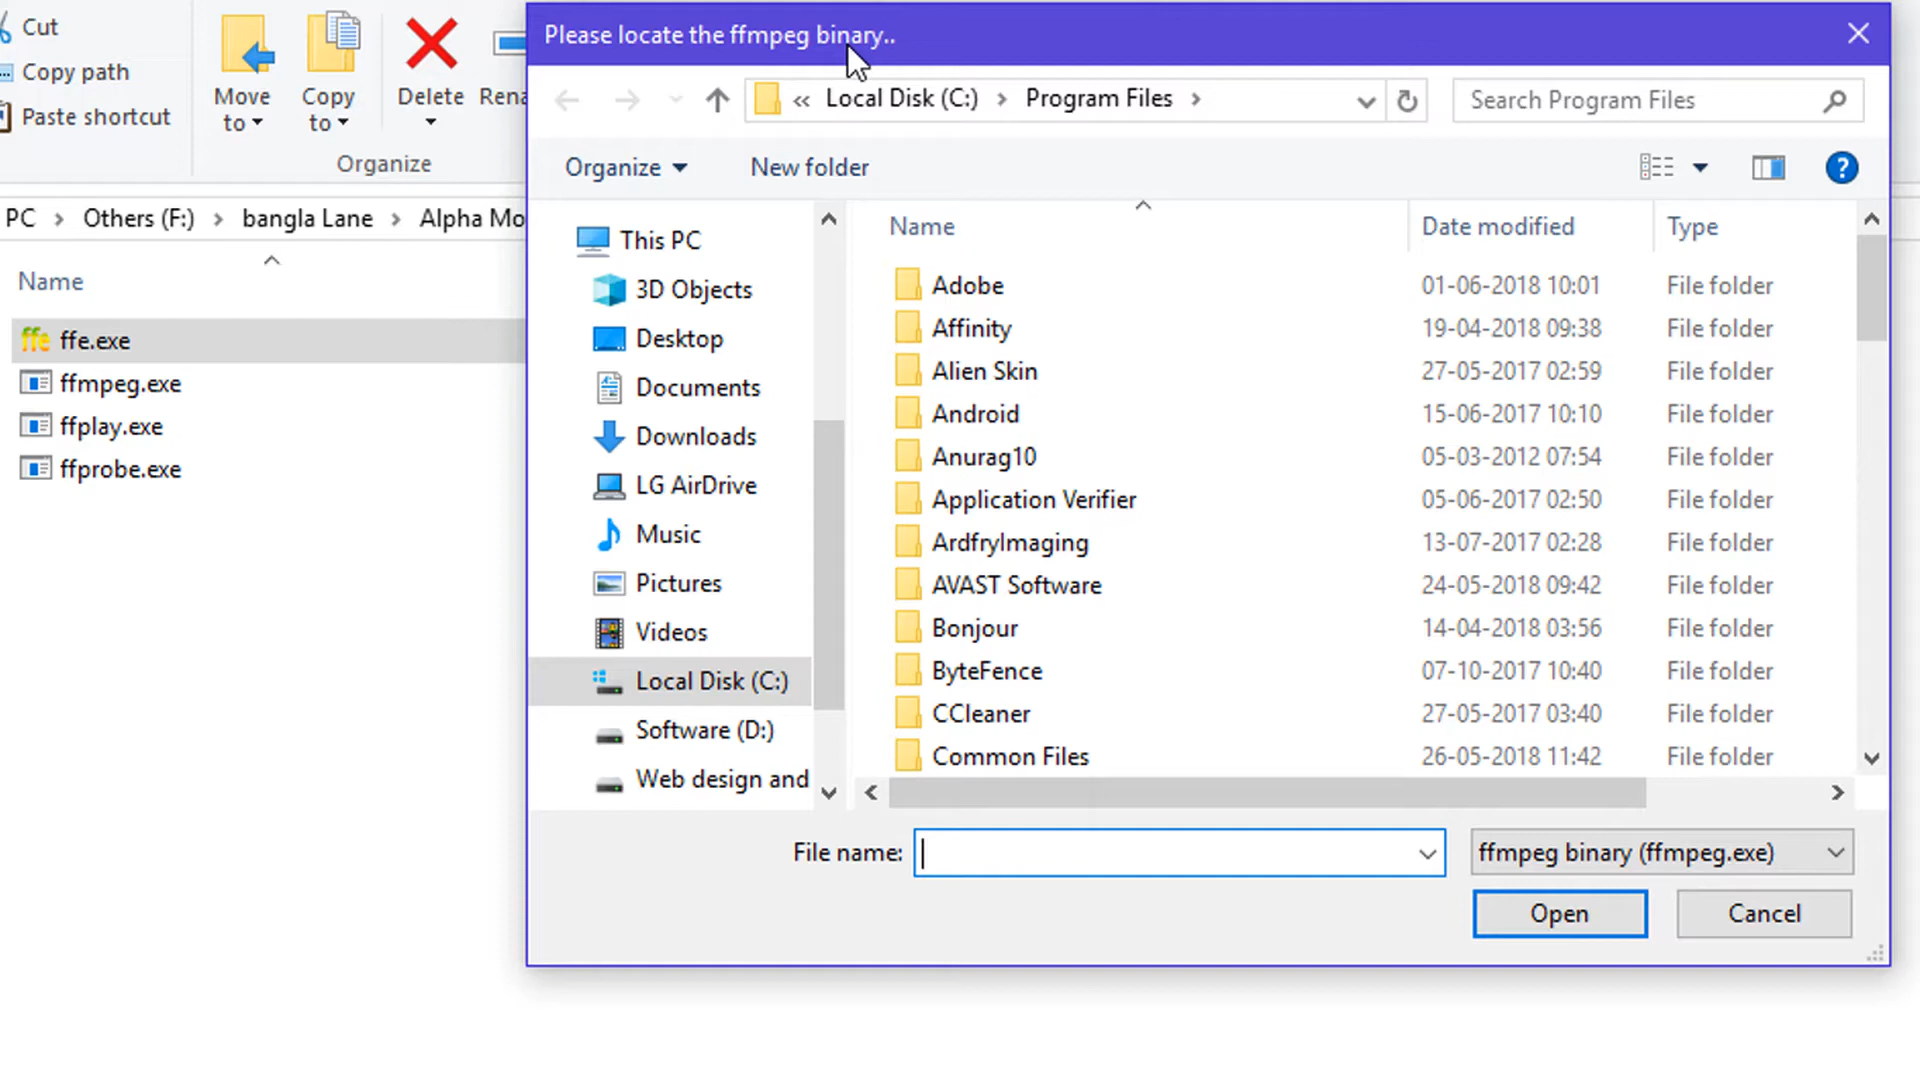 Cut
Copy path
Paste shortcut
Move to
Copy to
Delete
Rena
Organize
PC > Others (F:) > bangla Lane > Alpha Mo
Name
ffe.exe
ffmpeg.exe
ffplay.exe
ffprobe.exe
Please locate the ffmpeg binary..
« Local Disk (C:) > Program Files >
Search Program Files
Organize
New folder
?
This PC
3D Objects
Desktop
Documents
Downloads
LG AirDrive
Music
Pictures
Videos
Local Disk (C:)
Software (D:)
Web design and
Name Date modified Type
Adobe 01-06-2018 10:01 File folder
Affinity 19-04-2018 09:38 File folder
Alien Skin 27-05-2017 02:59 File folder
Android 15-06-2017 10:10 File folder
Anurag10 05-03-2012 07:54 File folder
Application Verifier 05-06-2017 02:50 File folder
ArdfryImaging 13-07-2017 02:28 File folder
AVAST Software 24-05-2018 09:42 File folder
Bonjour 14-04-2018 03:56 File folder
ByteFence 07-10-2017 10:40 File folder
CCleaner 27-05-2017 03:40 File folder
Common Files 26-05-2018 11:42 File folder
File name:
ffmpeg binary (ffmpeg.exe)
Open
Cancel